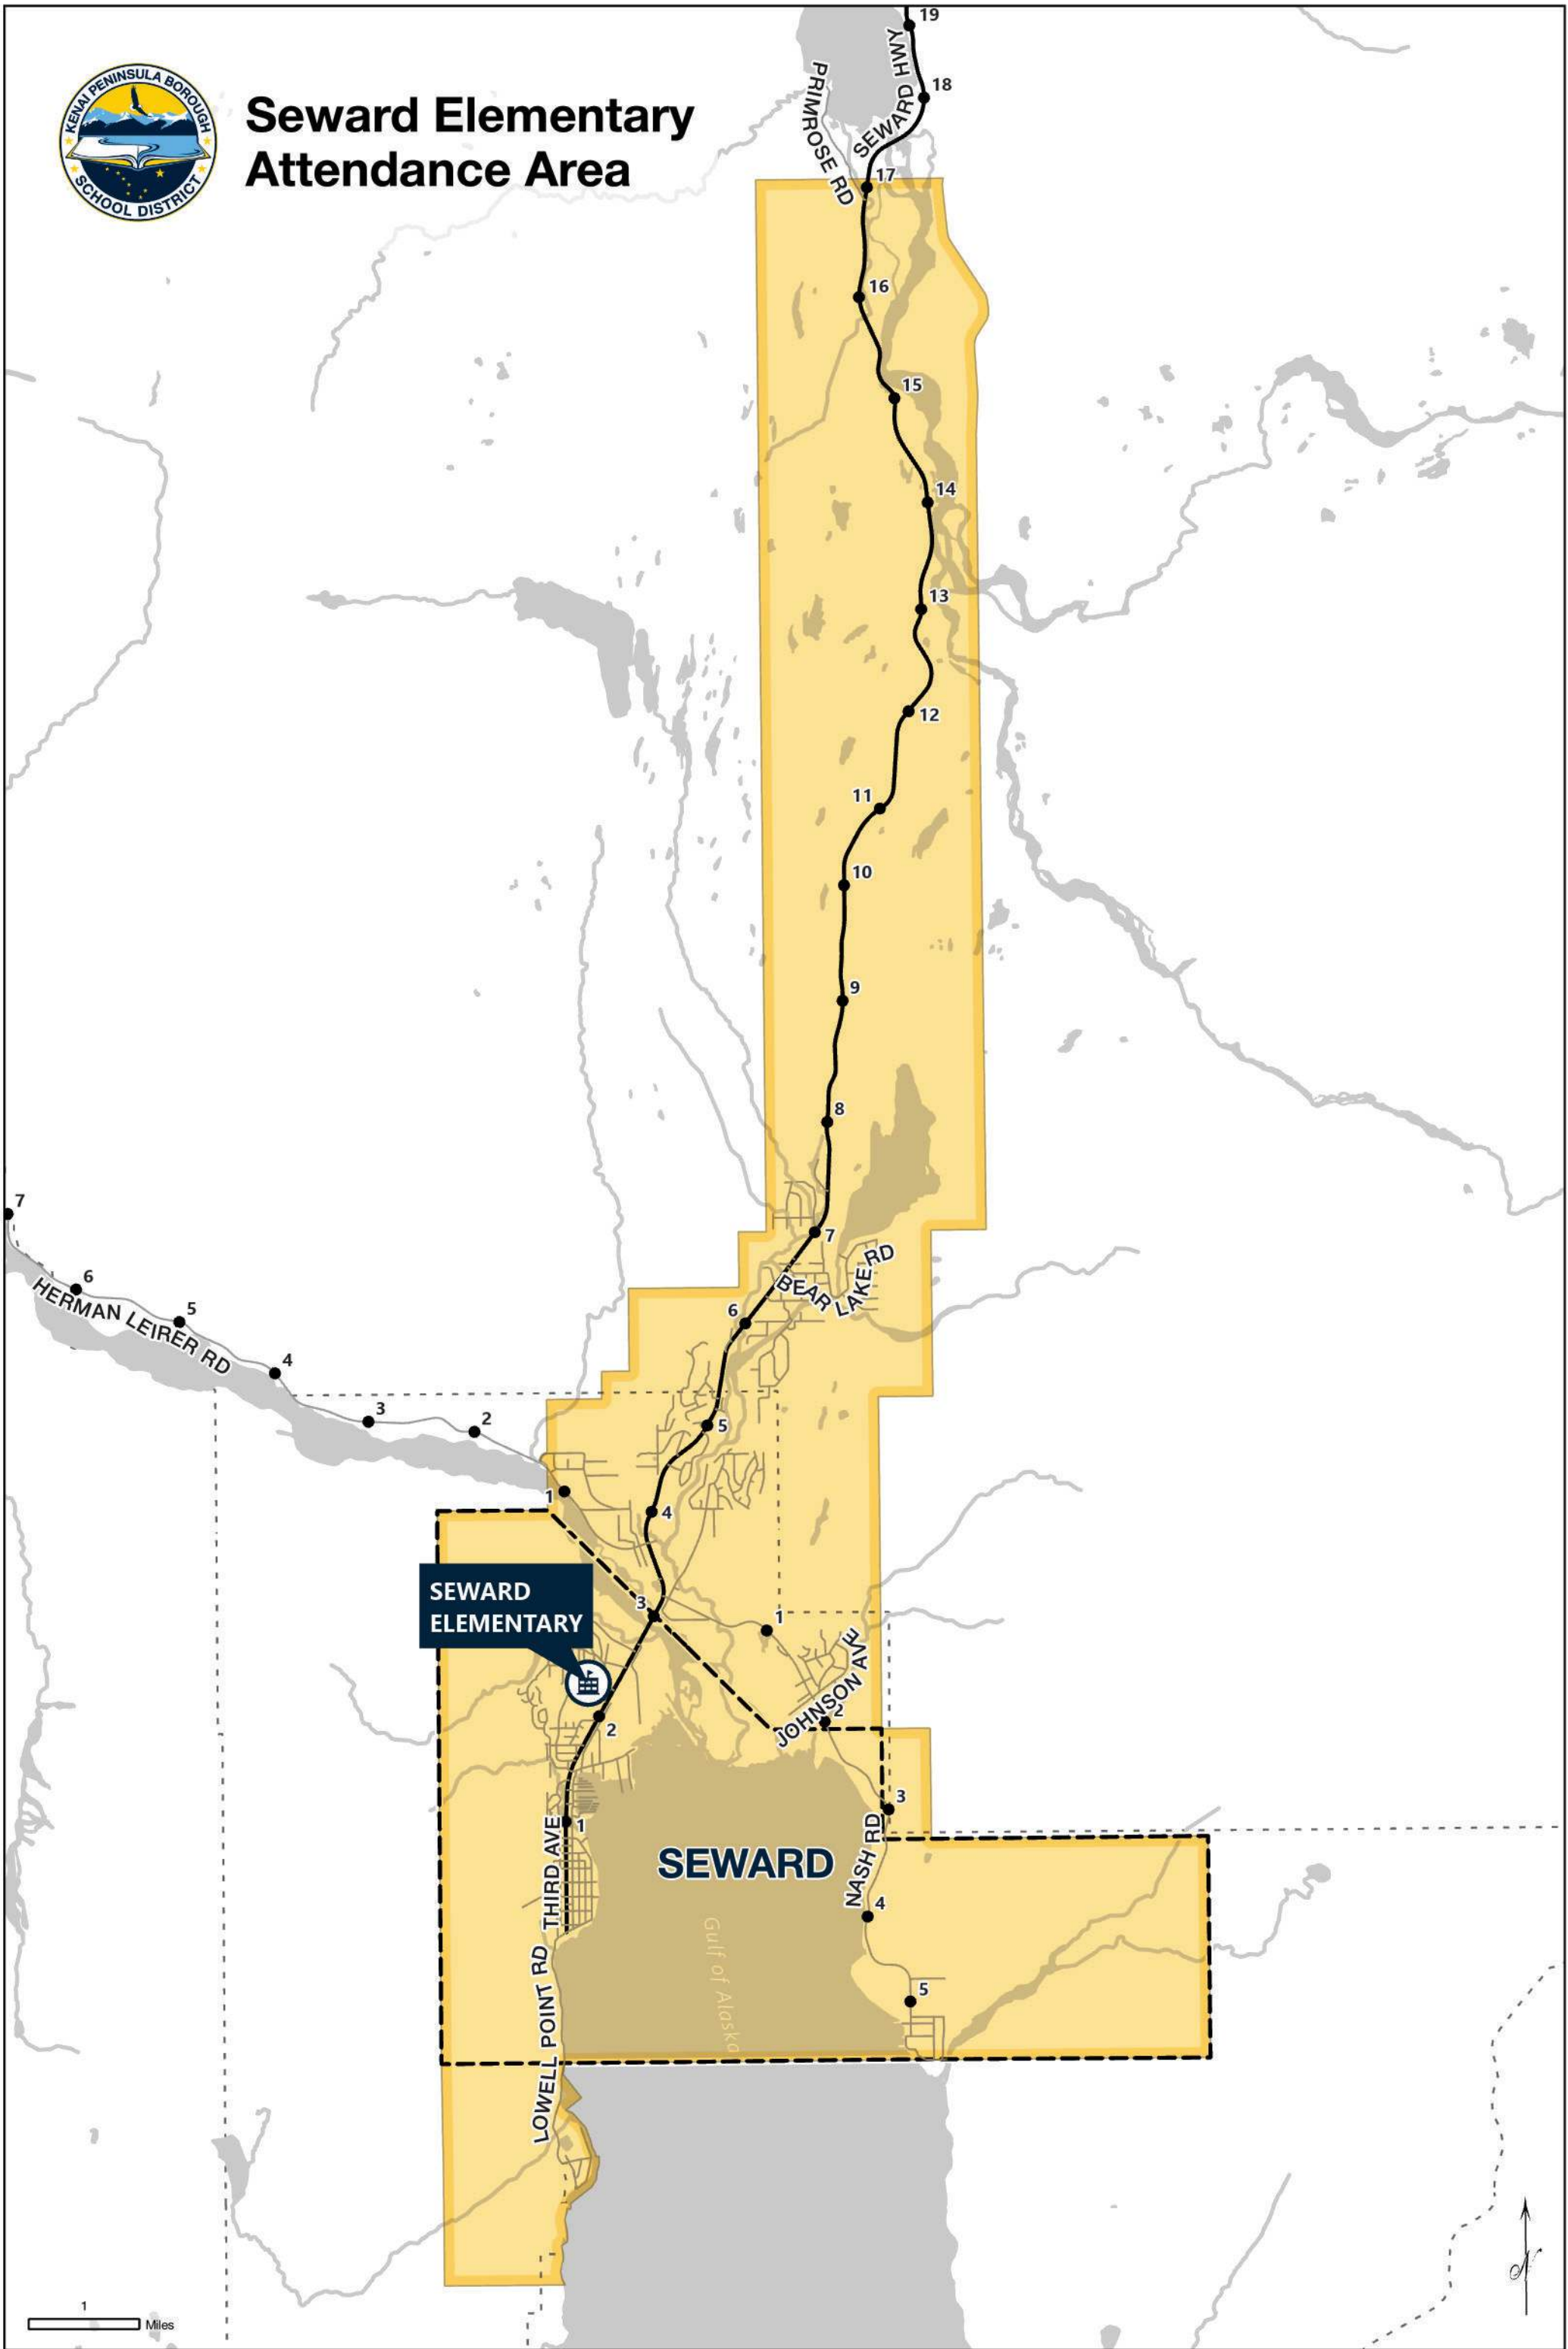 KENAI PENINSULA BOROUGH
SCHOOL DISTRICT
Seward Elementary
Attendance Area
19
SEWARD HWY
18
PRIMROSE RD
17
16
15
14
13
12
11
10
9
8
7
BEAR LAKE RD
6
5
4
3
7
6
HERMAN LEIRER RD
5
4
3
2
1
SEWARD
ELEMENTARY
1
JOHNSON AVE
2
2
3
1
THIRD AVE
SEWARD
NASH RD
4
Gulf of Alaska
5
LOWELL POINT RD
N
1
Miles